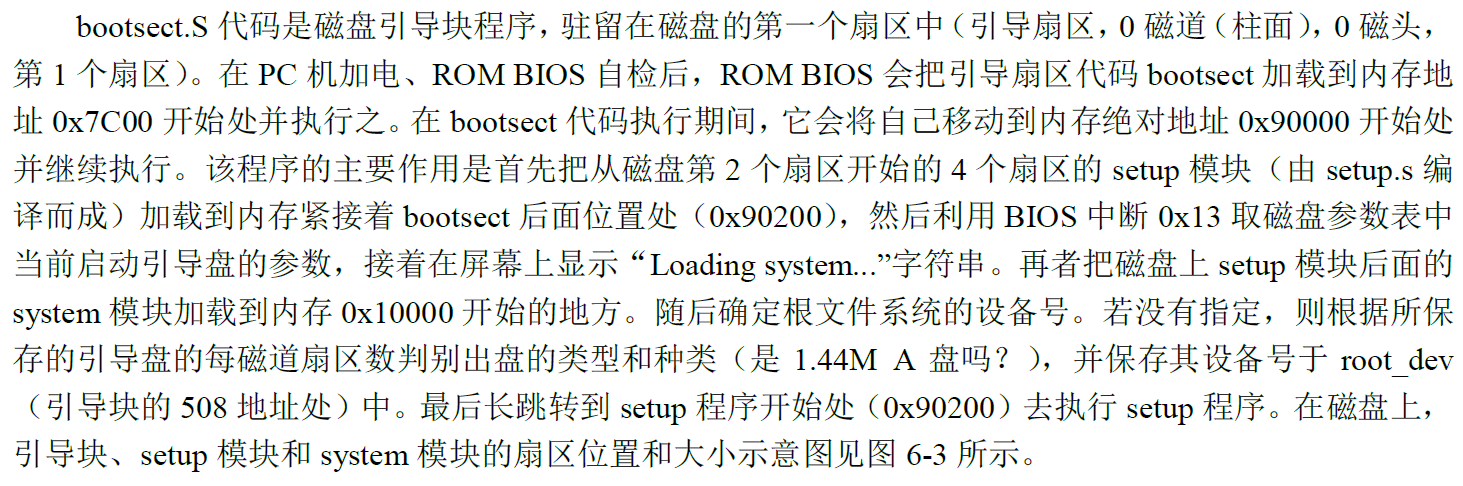 bootsect.S 代码是磁盘引导块程序，驻留在磁盘的第一个扇区中（引导扇区，0 磁道（柱面），0 磁头，
第 1 个扇区）。在 PC 机加电、ROM BIOS 自检后，ROM BIOS 会把引导扇区代码 bootsect 加载到内存地
址 0x7C00 开始处并执行之。在 bootsect 代码执行期间，它会将自己移动到内存绝对地址 0x90000 开始处
并继续执行。该程序的主要作用是首先把从磁盘第 2 个扇区开始的 4 个扇区的 setup 模块（由 setup.s 编
译而成）加载到内存紧接着 bootsect 后面位置处（0x90200），然后利用 BIOS 中断 0x13 取磁盘参数表中
当前启动引导盘的参数，接着在屏幕上显示“Loading system...”字符串。再者把磁盘上 setup 模块后面的
system 模块加载到内存 0x10000 开始的地方。随后确定根文件系统的设备号。若没有指定，则根据所保
存的引导盘的每磁道扇区数判别出盘的类型和种类（是 1.44M A 盘吗？），并保存其设备号于 root_dev
（引导块的 508 地址处）中。最后长跳转到 setup 程序开始处（0x90200）去执行 setup 程序。在磁盘上，
引导块、setup 模块和 system 模块的扇区位置和大小示意图见图 6-3 所示。